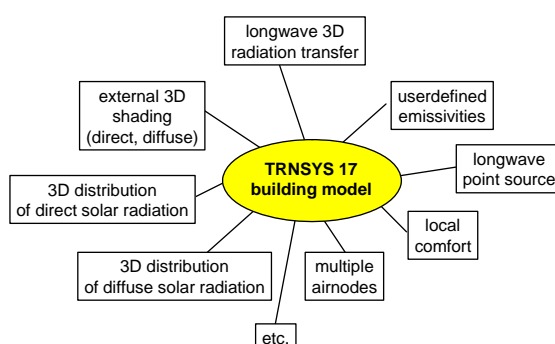 longwave 3D
radiation transfer
external 3D
shading
(direct, diffuse)
userdefined
emissivities
TRNSYS 17
building model
longwave
point source
3D distribution
of direct solar radiation
local
comfort
3D distribution
of diffuse solar radiation
multiple
airnodes
etc.